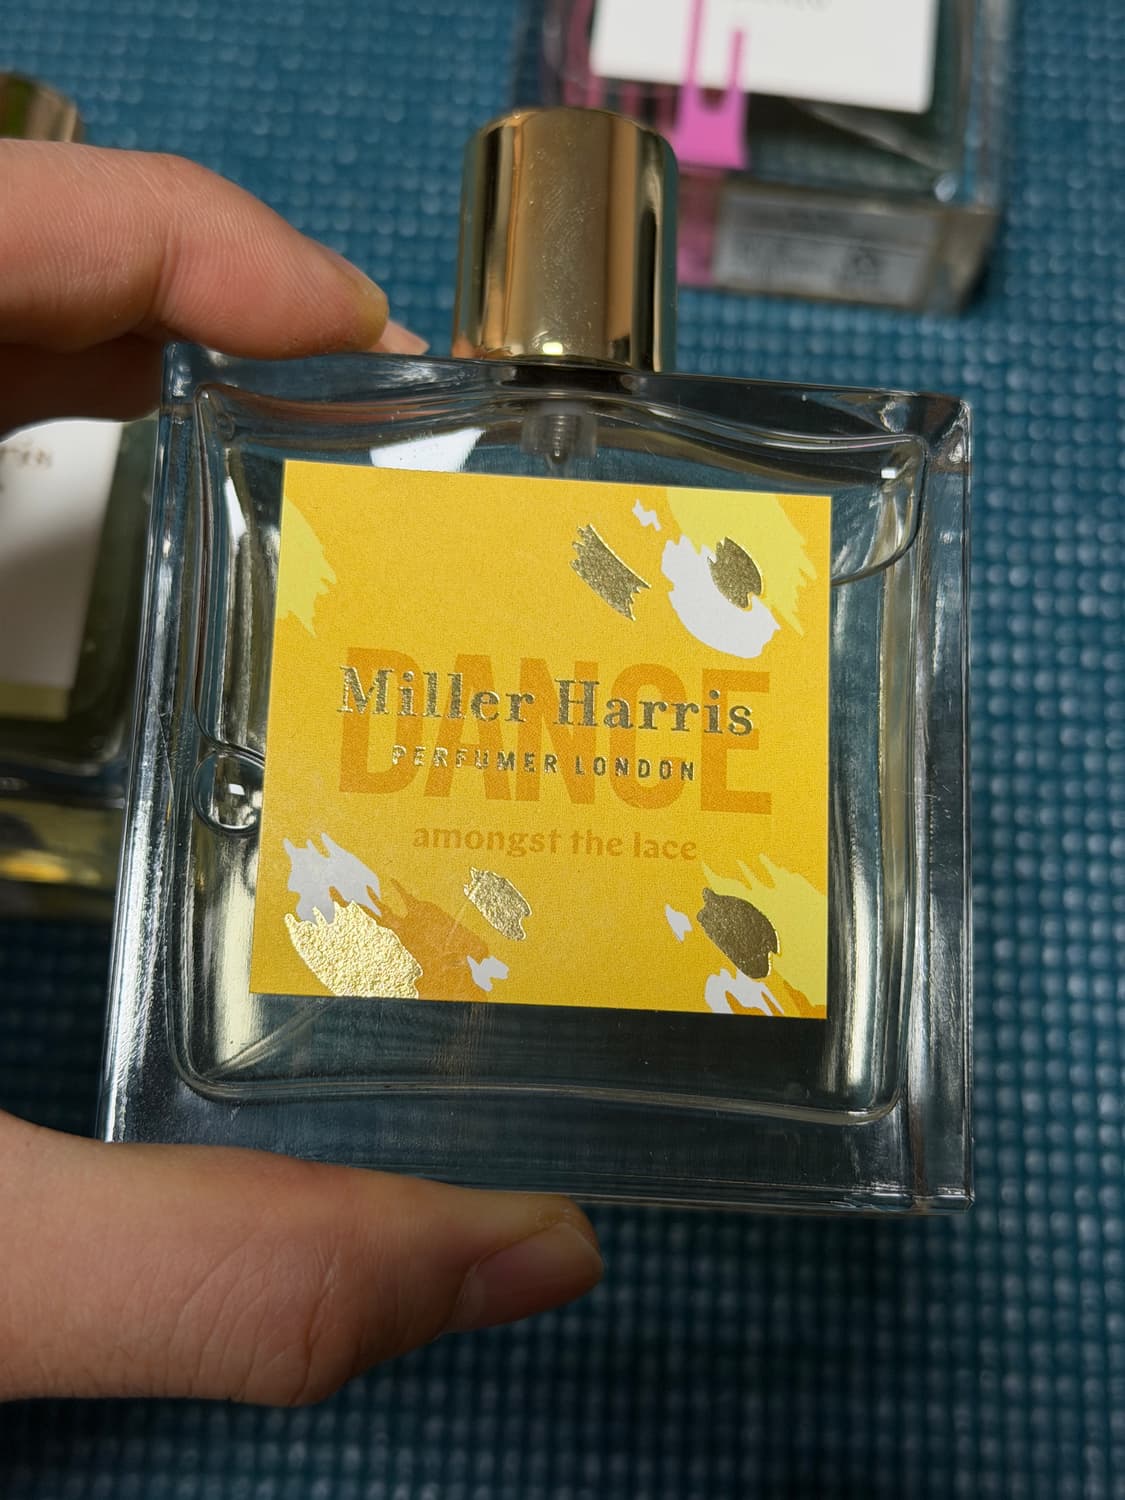 DANCE
Miller Harris
PERFUMER LONDON
amongst the lace